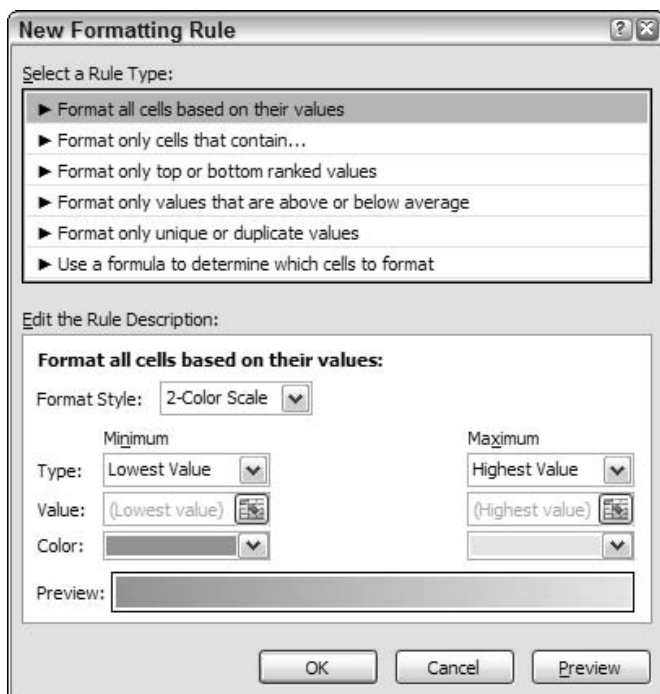 New Formatting Rule
Select a Rule Type:
► Format all cells based on their values
► Format only cells that contain...
► Format only top or bottom ranked values
► Format only values that are above or below average
► Format only unique or duplicate values
► Use a formula to determine which cells to format
Edit the Rule Description:
Format all cells based on their values:
Format Style: 2-Color Scale
Minimum Maximum
Type: Lowest Value Highest Value
Value: (Lowest value) (Highest value)
Color:
Preview:
OK Cancel Preview